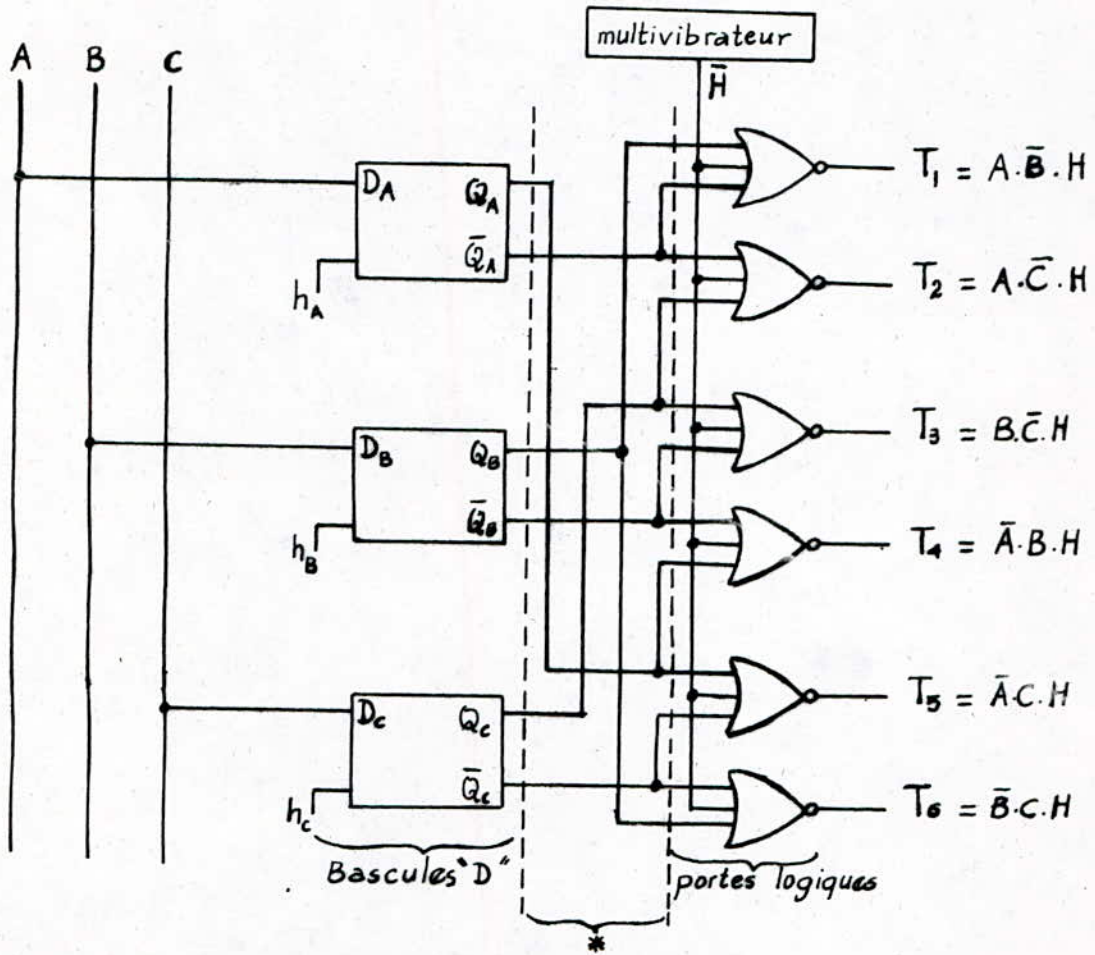 multivibrateur
A B C
H̄
T₁ = A·B̄·H
D_A Q_A
Q̄_A
h_A
T₂ = A·C̄·H
T₃ = B.C̄.H
D_B Q_B
Q̄_B
h_B
T₄ = Ā·B·H
T₅ = Ā·C·H
D_C Q_C
Q̄_C
h_C
T₆ = B̄·C·H
Bascules "D"
portes logiques
*